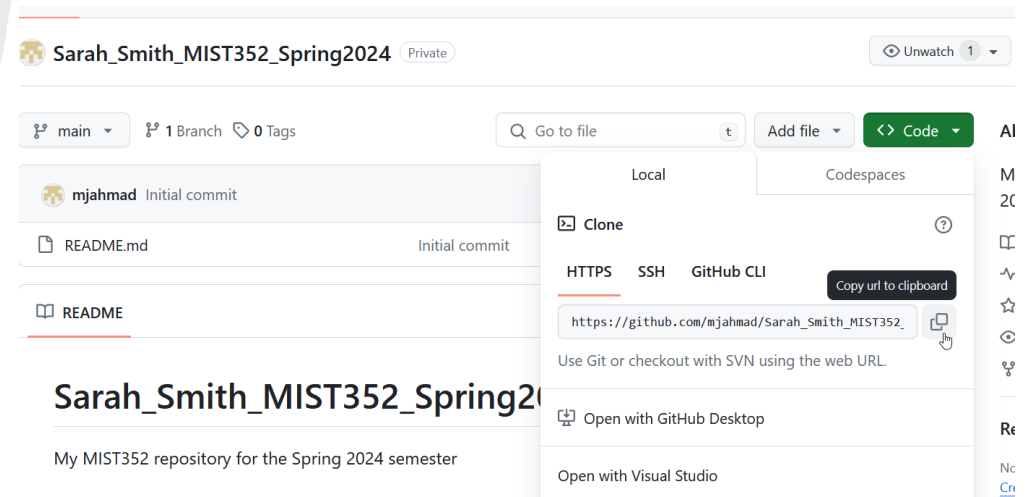 Sarah_Smith_MIST352_Spring2024 Private
Unwatch 1
main 1 Branch 0 Tags
Go to file t
Add file
Code
Local Codespaces
mjahmad Initial commit
Clone
README.md Initial commit
HTTPS SSH GitHub CLI
Copy url to clipboard
README
https://github.com/mjahmad/Sarah_Smith_MIST352_
Use Git or checkout with SVN using the web URL.
Sarah_Smith_MIST352_Spring20
Open with GitHub Desktop
My MIST352 repository for the Spring 2024 semester
Open with Visual Studio